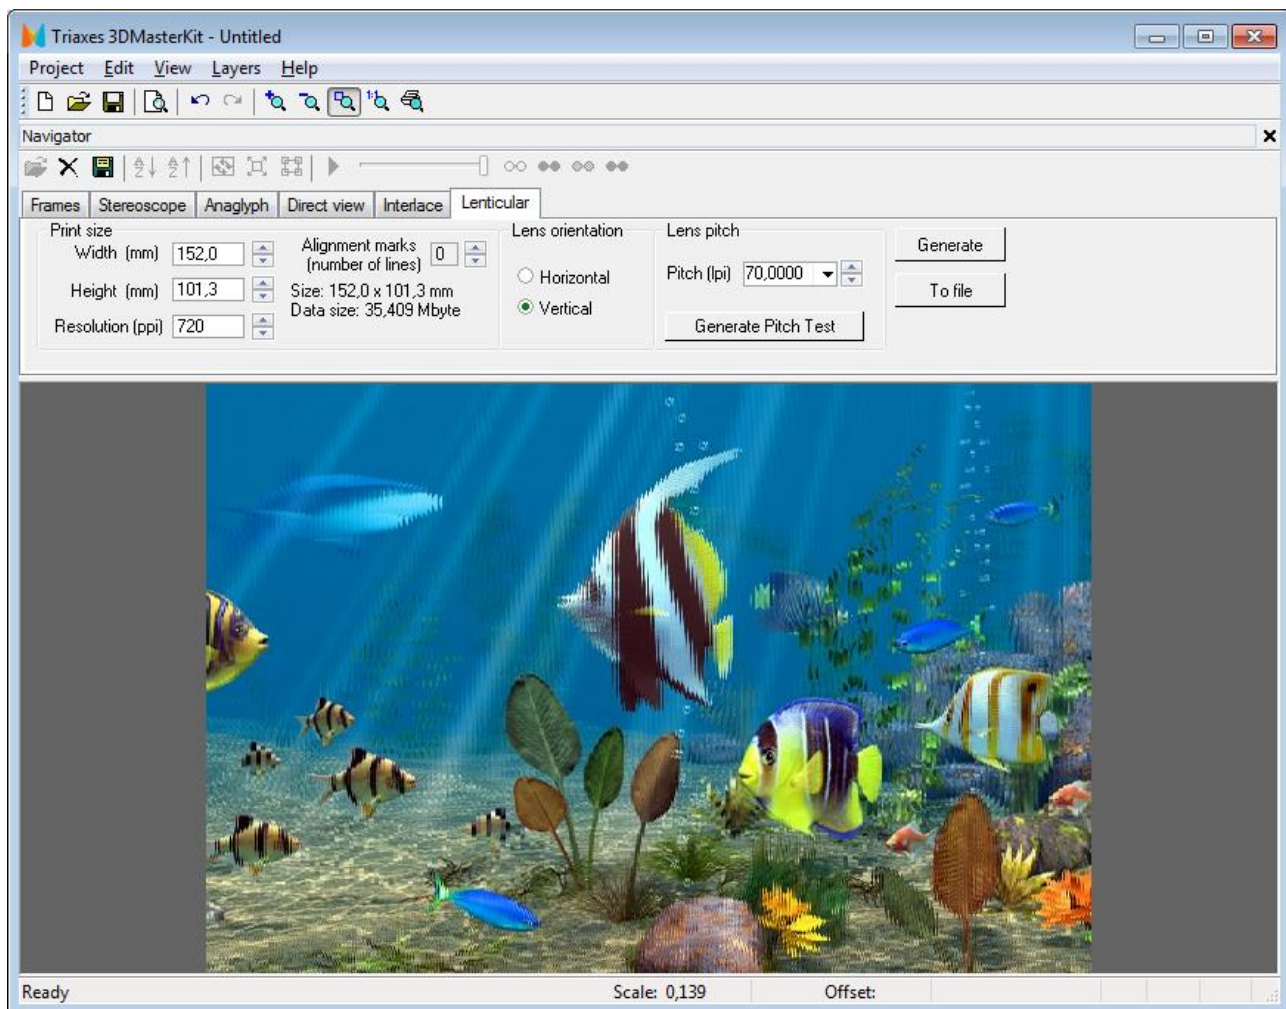 Triaxes 3DMasterKit - Untitled
Project Edit View Layers Help
1:1
Navigator
Frames Stereoscope Anaglyph Direct view Interlace Lenticular
Print size
Width (mm) 152,0
Height (mm) 101,3
Resolution (ppi) 720
Alignment marks
(number of lines) 0
Size: 152,0 x 101,3 mm
Data size: 35,409 Mbyte
Lens orientation
Horizontal
Vertical
Lens pitch
Pitch (lpi) 70,0000
Generate Pitch Test
Generate
To file
Ready Scale: 0,139 Offset: